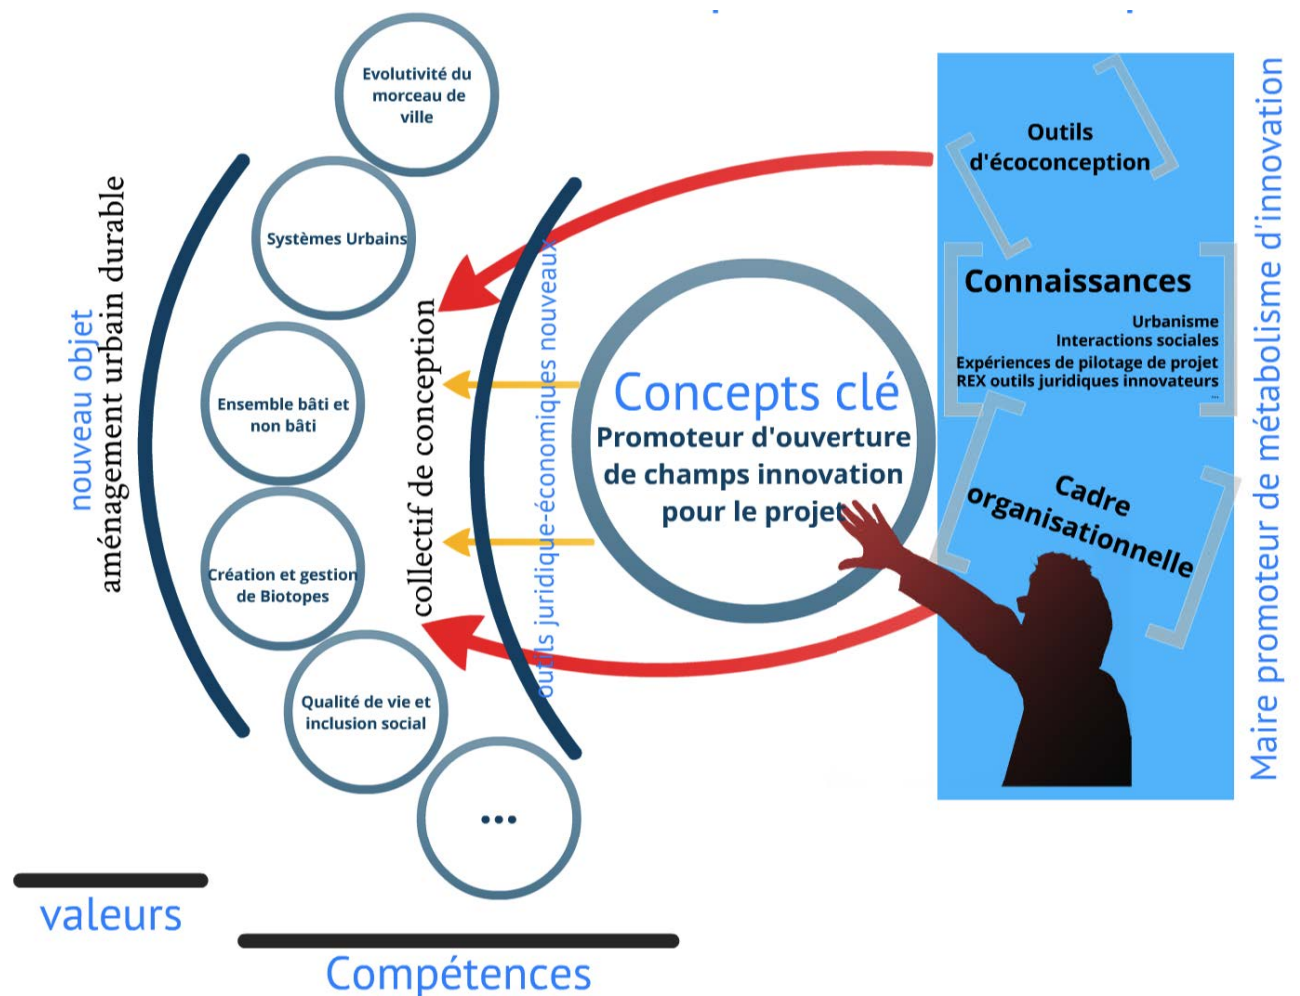 Evolutivité du
morceau de
ville
Systèmes Urbains
Ensemble bâti et
non bâti
Création et gestion
de Biotopes
Qualité de vie et
inclusion social
...
nouveau objet
aménagement urbain durable
collectif de conception
outils juridique-économiques nouveaux
Concepts clé
Promoteur d'ouverture
de champs innovation
pour le projet
Outils
d'écoconception
Connaissances
Urbanisme
Interactions sociales
Expériences de pilotage de projet
REX outils juridiques innovateurs
...
Cadre
organisationnelle
Maire promoteur de métabolisme d'innovation
valeurs
Compétences